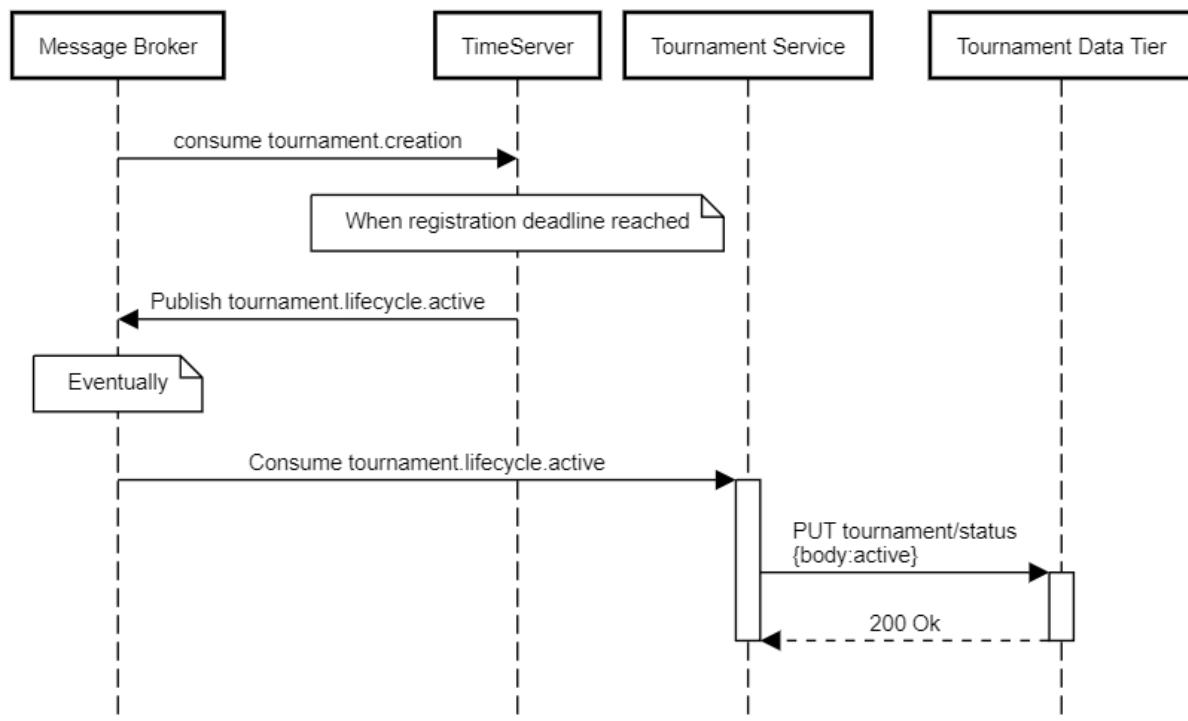 Message Broker
TimeServer
Tournament Service
Tournament Data Tier
consume tournament.creation
When registration deadline reached
Publish tournament.lifecycle.active
Eventually
Consume tournament.lifecycle.active
PUT tournament/status
{body:active}
200 Ok